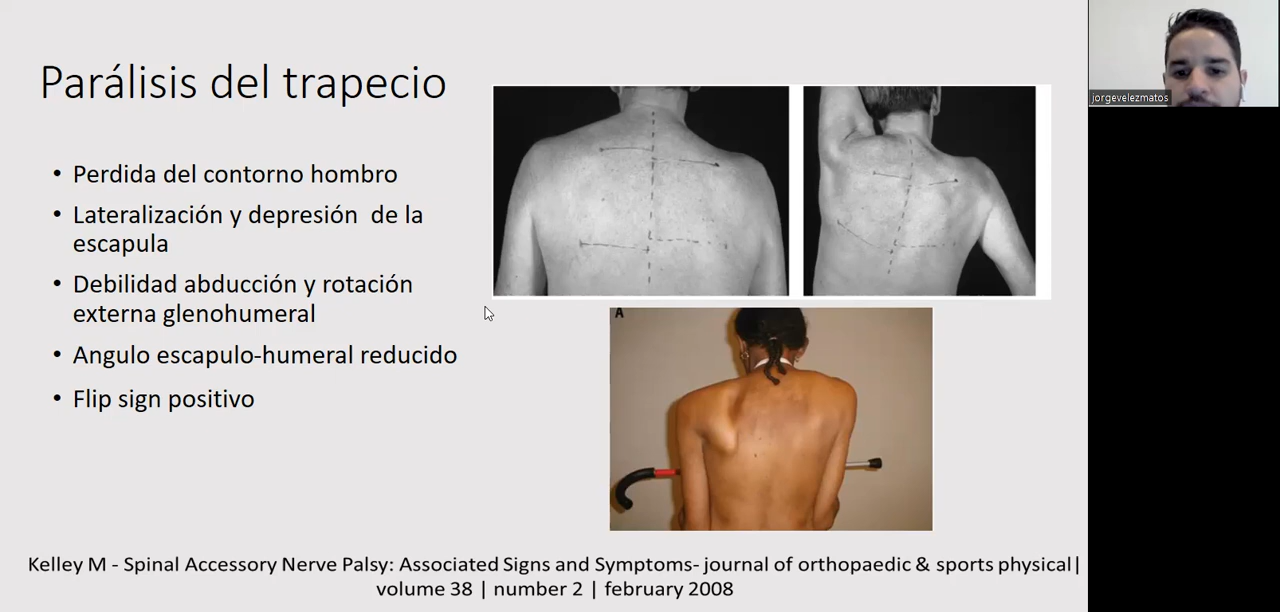 Parálisis del trapecio
jorgevelezmatos
• Perdida del contorno hombro
• Lateralización y depresión de la
escapula
• Debilidad abducción y rotación
externa glenohumeral
• Angulo escapulo-humeral reducido
• Flip sign positivo
A
Kelley M - Spinal Accessory Nerve Palsy: Associated Signs and Symptoms- journal of orthopaedic & sports physical|
volume 38 | number 2 | february 2008